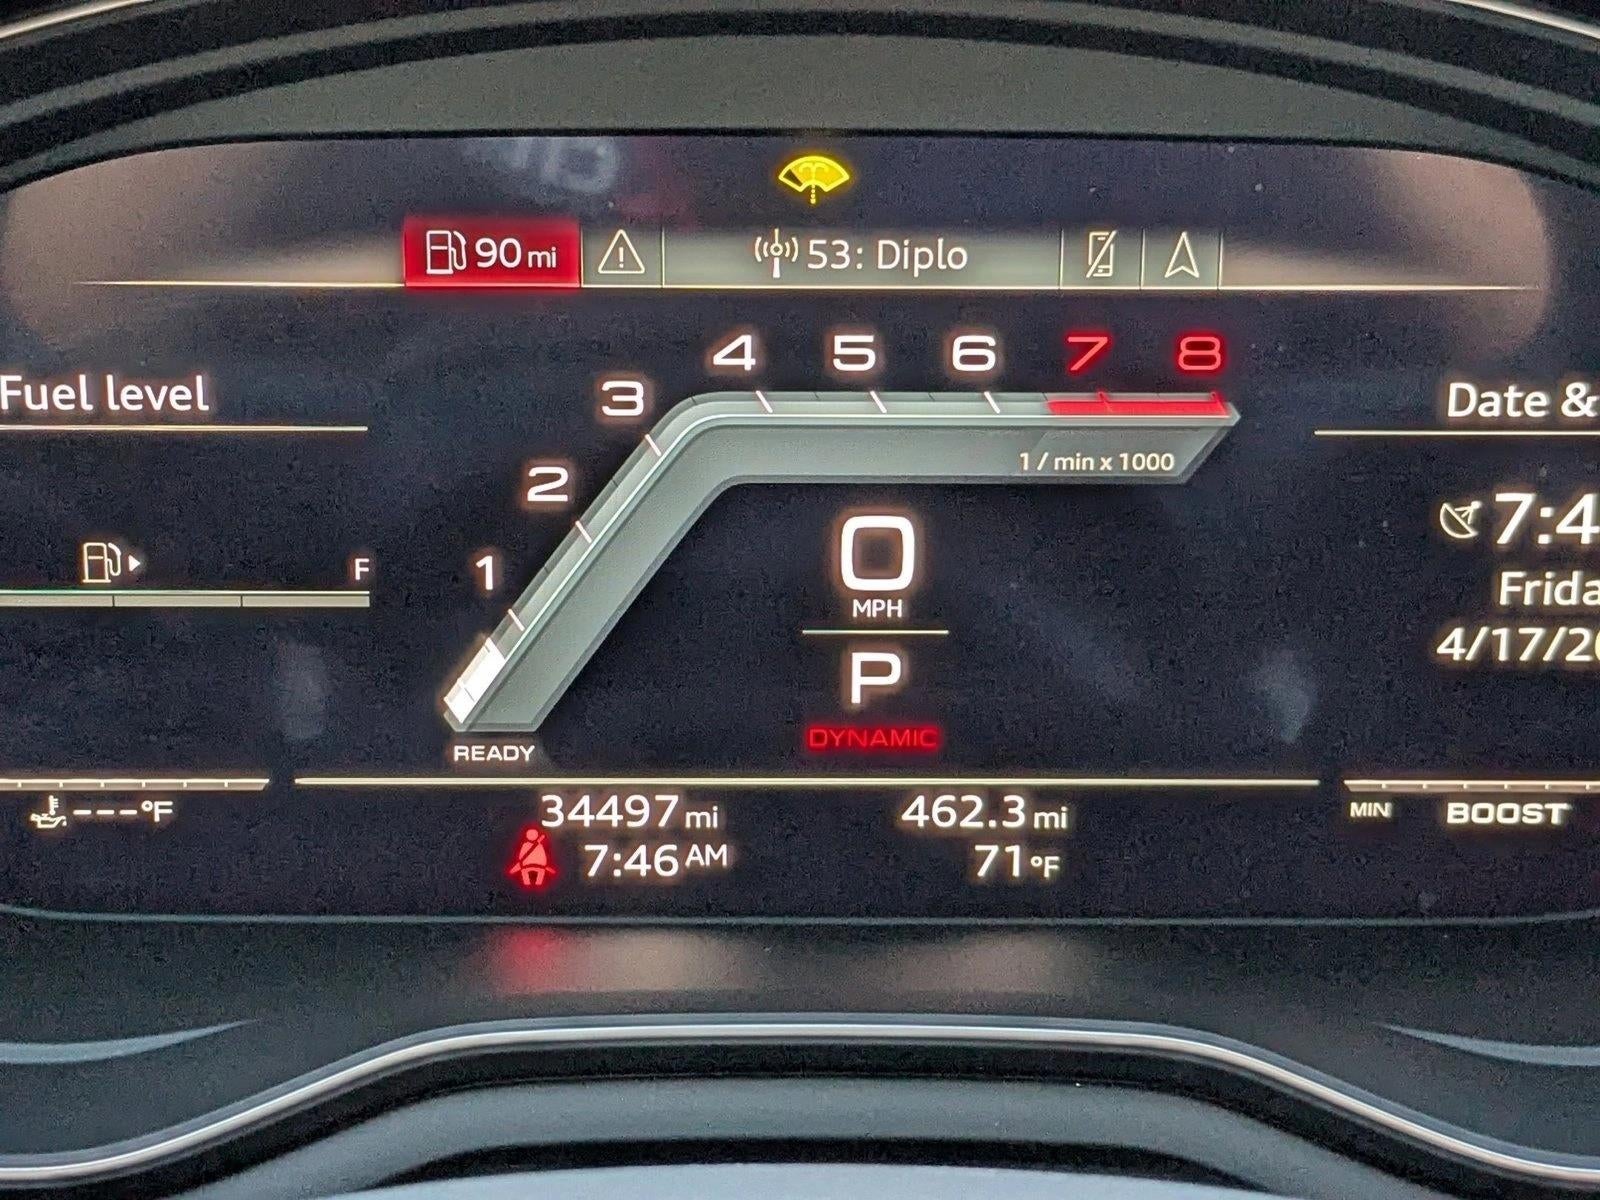 90 mi
53: Diplo
Fuel level
F
1
2
3
4 5 6 7 8
1 / min x 1000
0
MPH
P
DYNAMIC
READY
Date &
7:4
Frida
4/17/20
---°F
34497 mi
7:46 AM
462.3 mi
71°F
MIN
BOOST